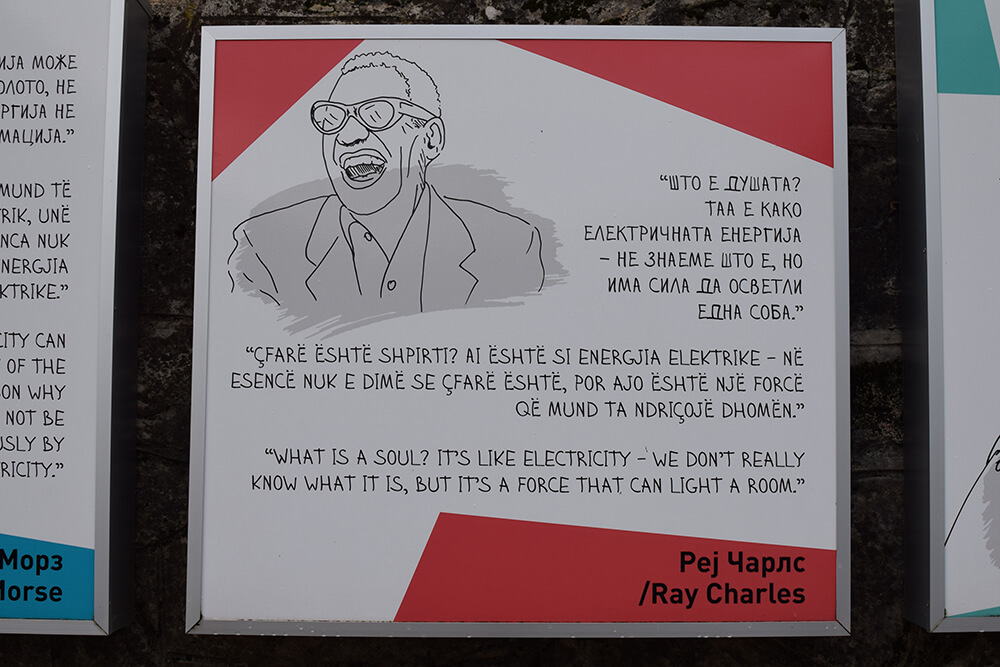 ИЈА МОЖЕ
ОЛОТО, НЕ
РГИЈА НЕ
МАЦИЈА.”
MUND TË
TRIK, UNË
ENCA NUK
ENERGJIA
KTRIKE.”
CITY CAN
Y OF THE
SON WHY
NOT BE
USLY BY
TRICITY.”
Морз
Morse
“ШТО Е ДУШАТА?
ТАА Е КАКО
ЕЛЕКТРИЧНАТА ЕНЕРГИЈА
– НЕ ЗНАЕМЕ ШТО Е, НО
ИМА СИЛА ДА ОСВЕТЛИ
ЕДНА СОБА.”
“ÇFARË ËSHTË SHPIRTI? AI ËSHTË SI ENERGJIA ELEKTRIKE – NË
ESENCË NUK E DIMË SE ÇFARË ËSHTË, POR AJO ËSHTË NJË FORCË
QË MUND TA NDRIÇOJË DHOMËN.”
“WHAT IS A SOUL? IT'S LIKE ELECTRICITY – WE DON'T REALLY
KNOW WHAT IT IS, BUT IT'S A FORCE THAT CAN LIGHT A ROOM.”
Реј Чарлс
/Ray Charles